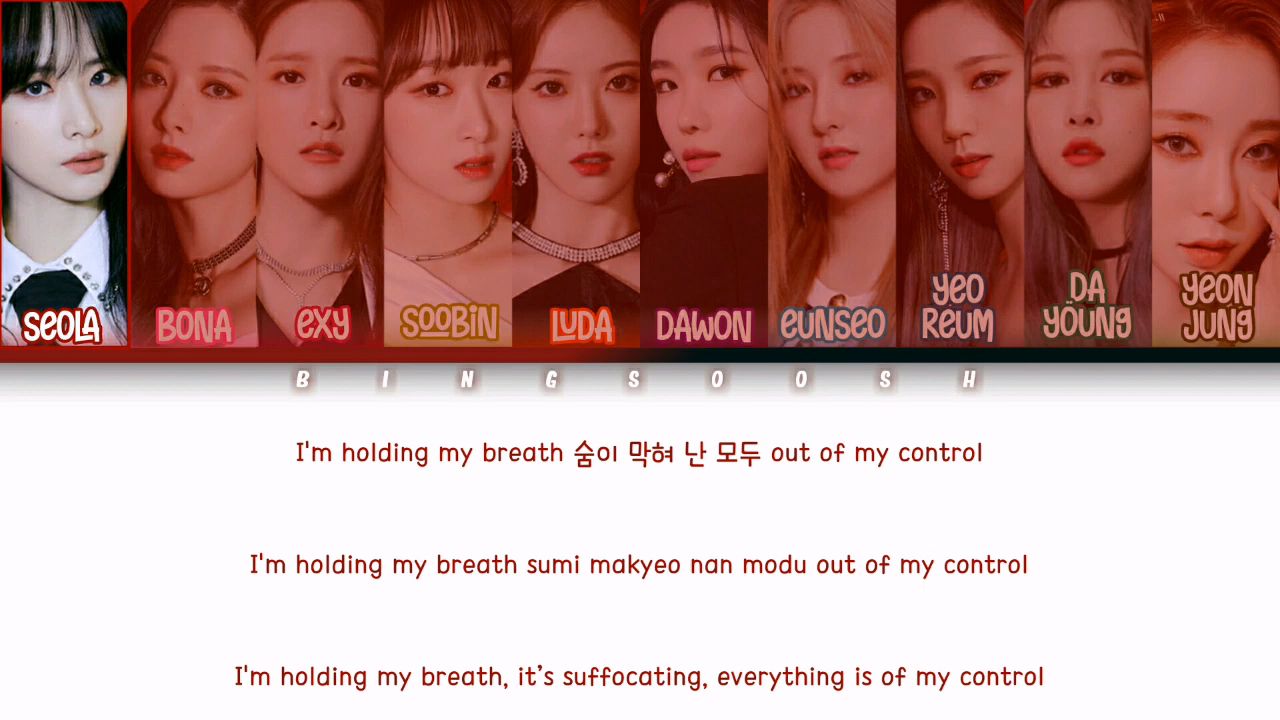 SEOLA BONA EXY SOOBIN LUDA DAWON EUNSEO YEO REUM DA YOUNG YEON JUNG
B I N G S O O S H
I'm holding my breath 숨이 막혀 난 모두 out of my control
I'm holding my breath sumi makyeo nan modu out of my control
I'm holding my breath, it’s suffocating, everything is of my control